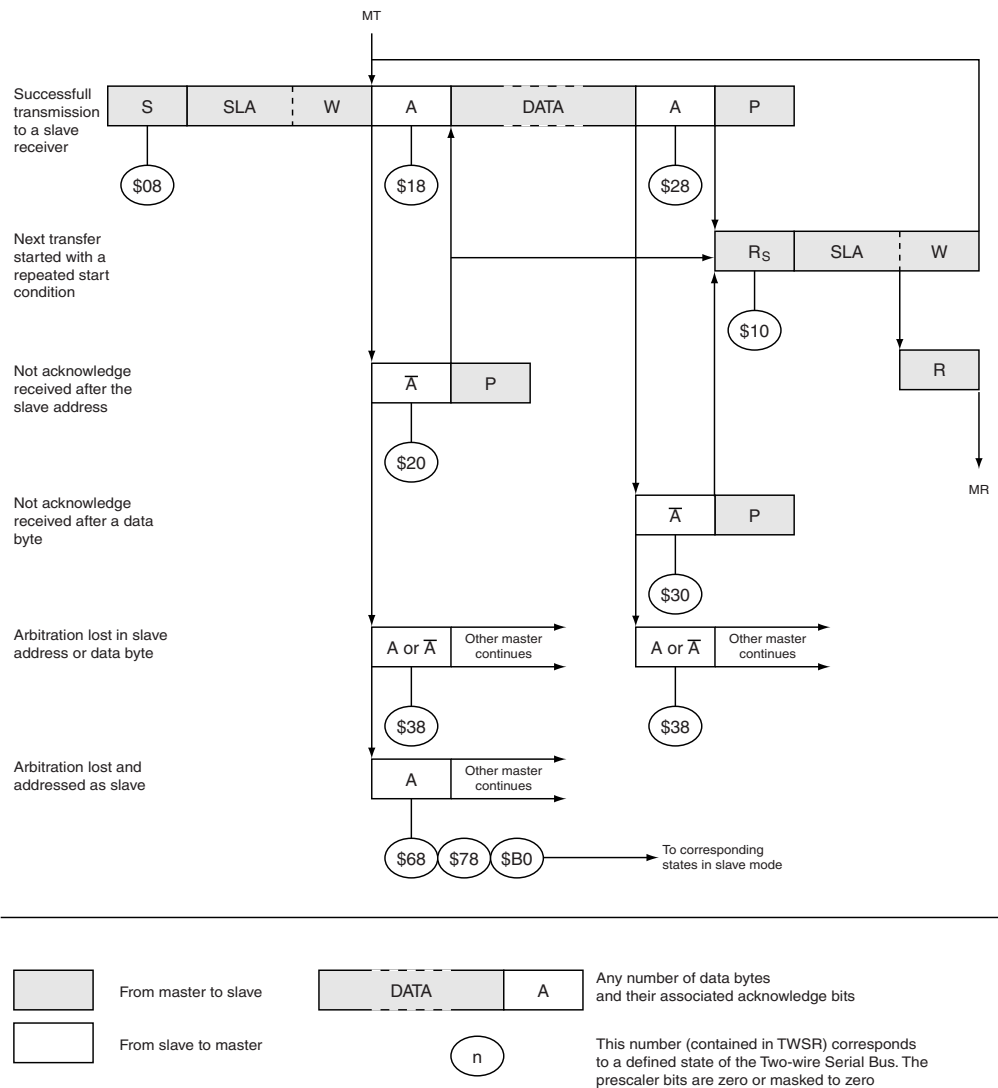 MT
Successfull
transmission
to a slave
receiver
S SLA W A DATA A P
$08 $18 $28
Next transfer
started with a
repeated start
condition
RS SLA W
$10
Not acknowledge
received after the
slave address
A̅ P
R
$20
MR
Not acknowledge
received after a data
byte
A̅ P
$30
Arbitration lost in slave
address or data byte
A or A̅ Other master
continues
A or A̅ Other master
continues
$38 $38
Arbitration lost and
addressed as slave
A Other master
continues
$68 $78 $B0
To corresponding
states in slave mode
From master to slave
DATA A
Any number of data bytes
and their associated acknowledge bits
From slave to master
n
This number (contained in TWSR) corresponds
to a defined state of the Two-wire Serial Bus. The
prescaler bits are zero or masked to zero